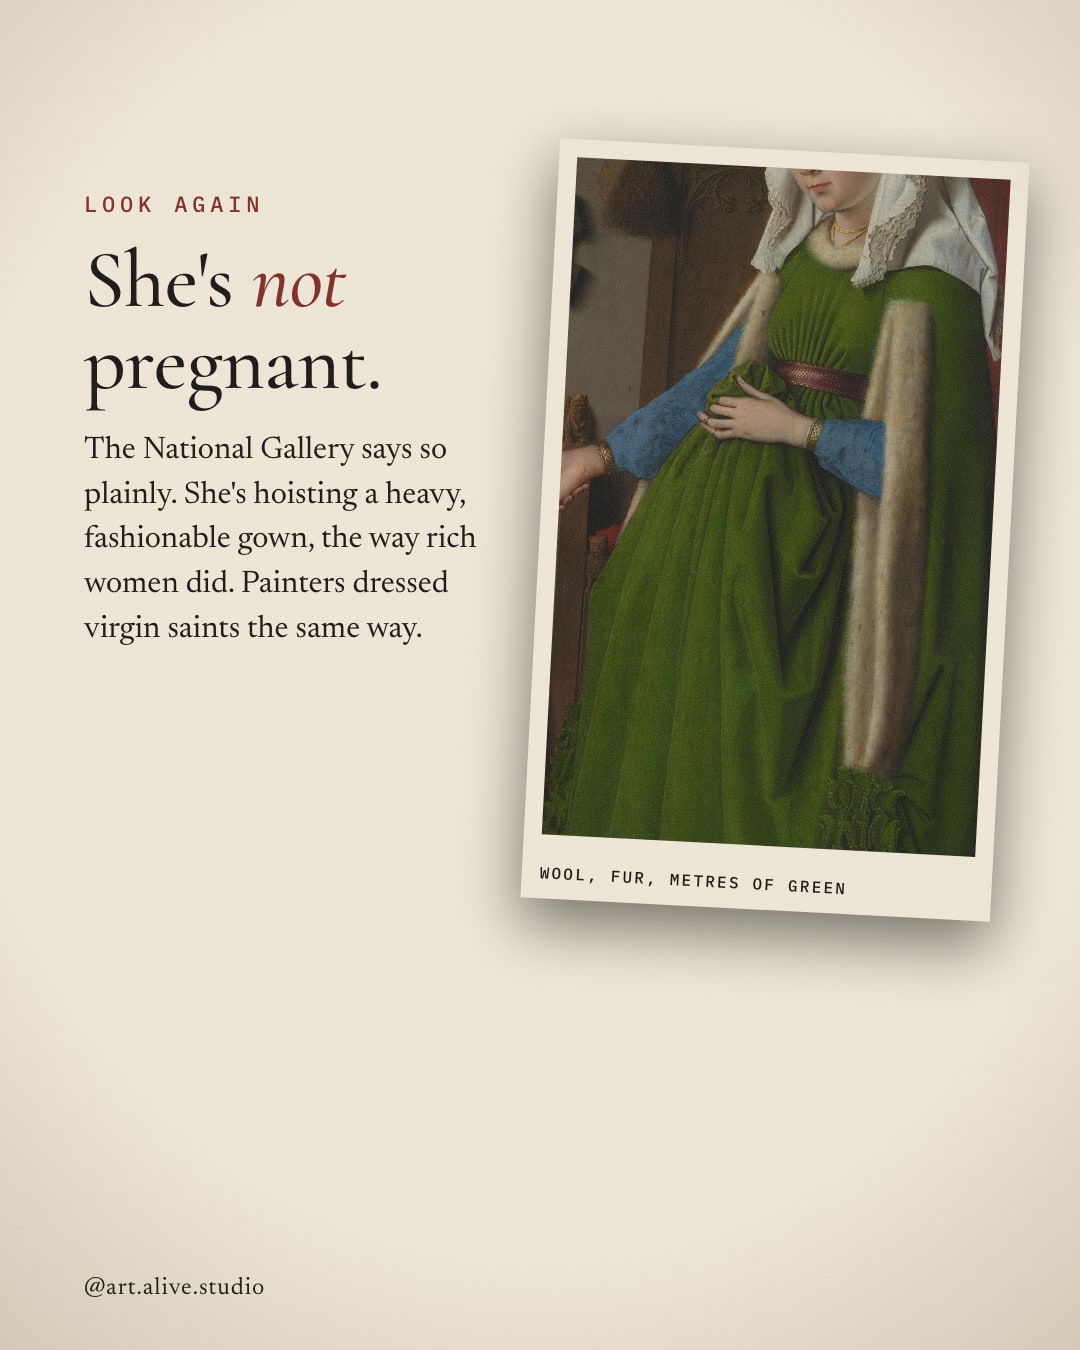 LOOK AGAIN
She's not
pregnant.
The National Gallery says so
plainly. She's hoisting a heavy,
fashionable gown, the way rich
women did. Painters dressed
virgin saints the same way.
WOOL, FUR, METRES OF GREEN
@art.alive.studio